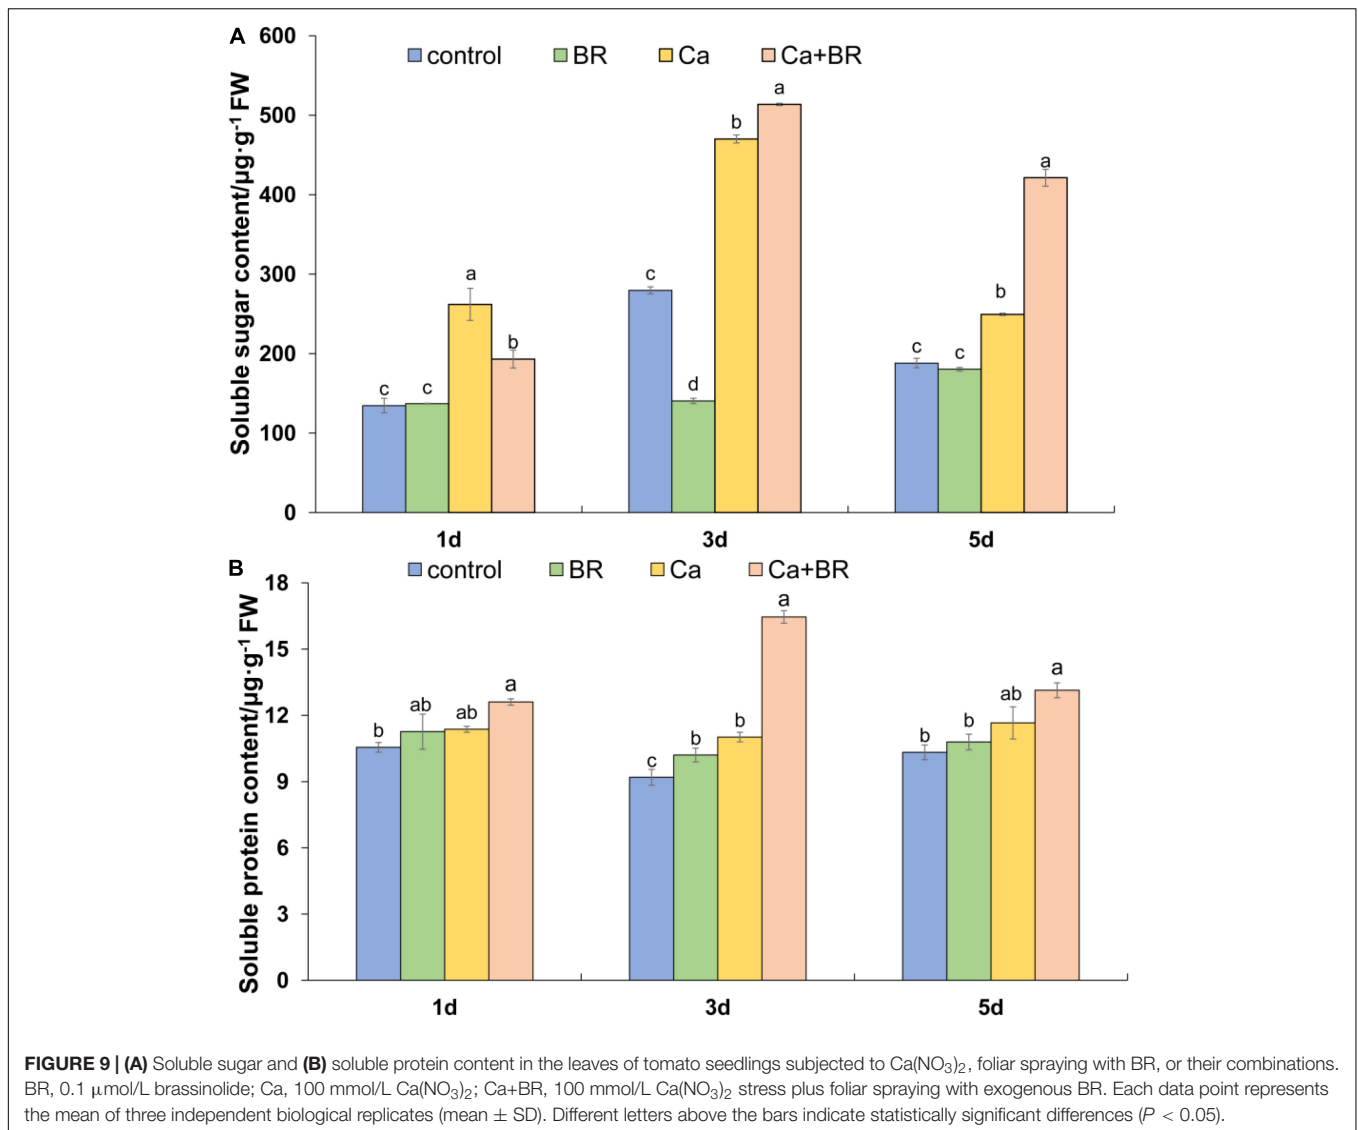 A
600
500
400
300
200
100
0
Soluble sugar content/µg·g⁻¹ FW
control BR Ca Ca+BR
c c a b
c d b a
c c b a
1d 3d 5d
B
18
15
12
9
6
3
0
Soluble protein content/µg·g⁻¹ FW
control BR Ca Ca+BR
b ab ab a
c b b a
b b ab a
1d 3d 5d
FIGURE 9 | (A) Soluble sugar and (B) soluble protein content in the leaves of tomato seedlings subjected to Ca(NO₃)₂, foliar spraying with BR, or their combinations.
BR, 0.1 µmol/L brassinolide; Ca, 100 mmol/L Ca(NO₃)₂; Ca+BR, 100 mmol/L Ca(NO₃)₂ stress plus foliar spraying with exogenous BR. Each data point represents
the mean of three independent biological replicates (mean ± SD). Different letters above the bars indicate statistically significant differences (P < 0.05).